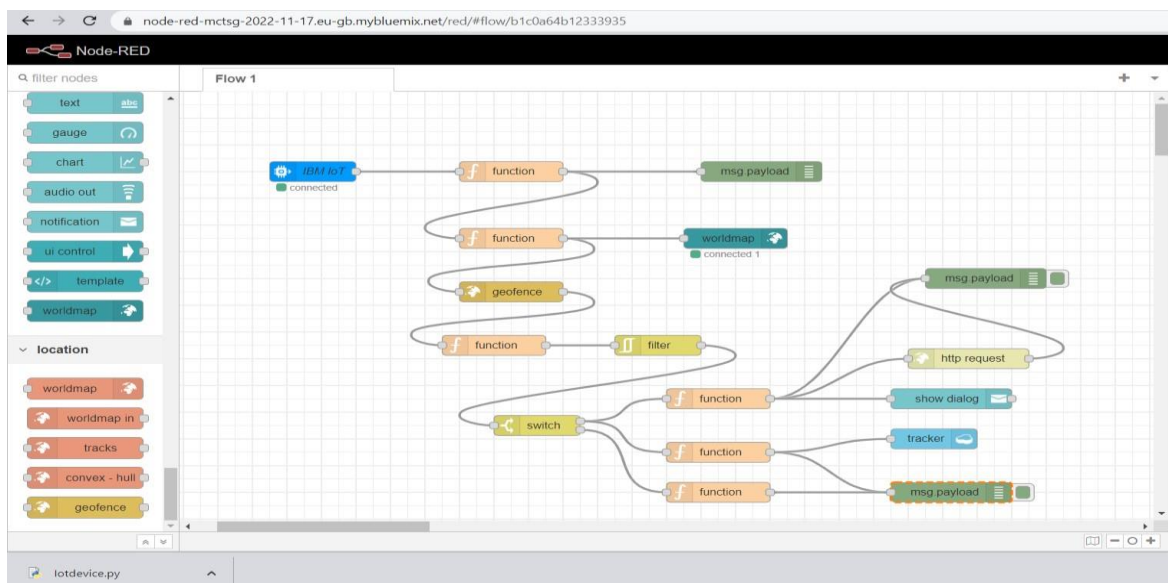 node-red-mctsg-2022-11-17.eu-gb.mybluemix.net/red/#flow/b1c0a64b12333935
Node-RED
filter nodes
Flow 1
text
abc
gauge
chart
audio out
notification
ui control
</> template
worldmap
location
worldmap
worldmap in
tracks
convex - hull
geofence
IBM IoT
connected
f function
msg.payload
f function
worldmap
connected 1
geofence
msg.payload
f function
filter
http request
f function
show dialog
switch
f function
tracker
f function
msg.payload
Iotdevice.py